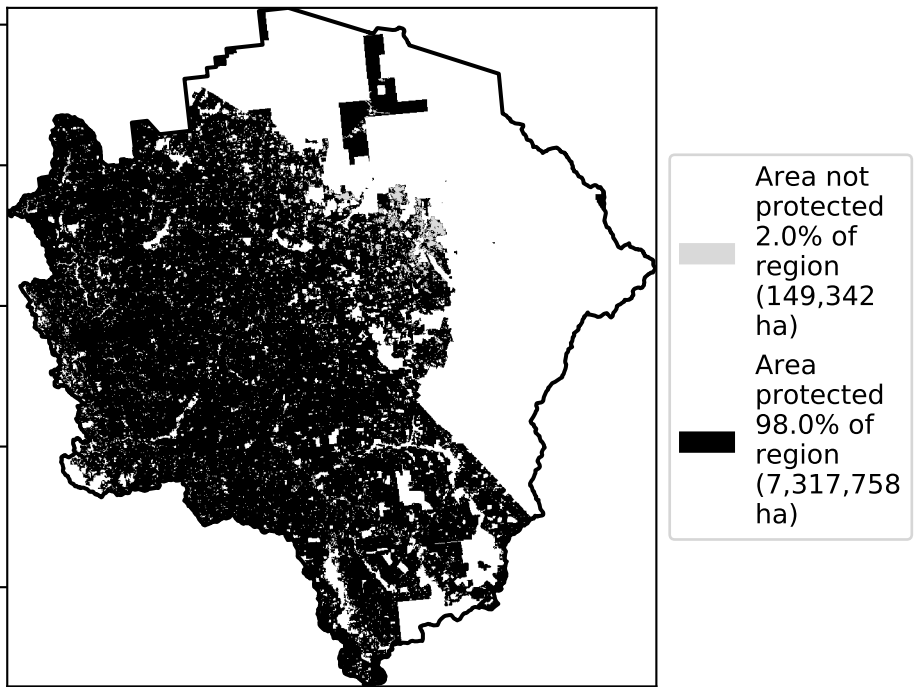 Area not
protected
2.0% of
region
(149,342
ha)
Area
protected
98.0% of
region
(7,317,758
ha)